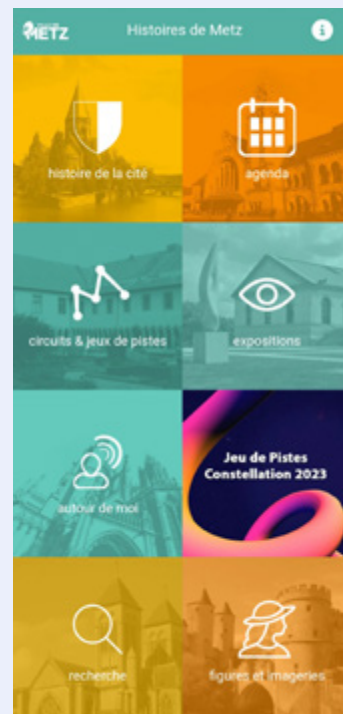 METZ
Histoires de Metz
histoire de la cité
agenda
circuits & jeux de pistes
expositions
autour de moi
Jeu de Pistes
Constellation 2023
recherche
figures et imageries